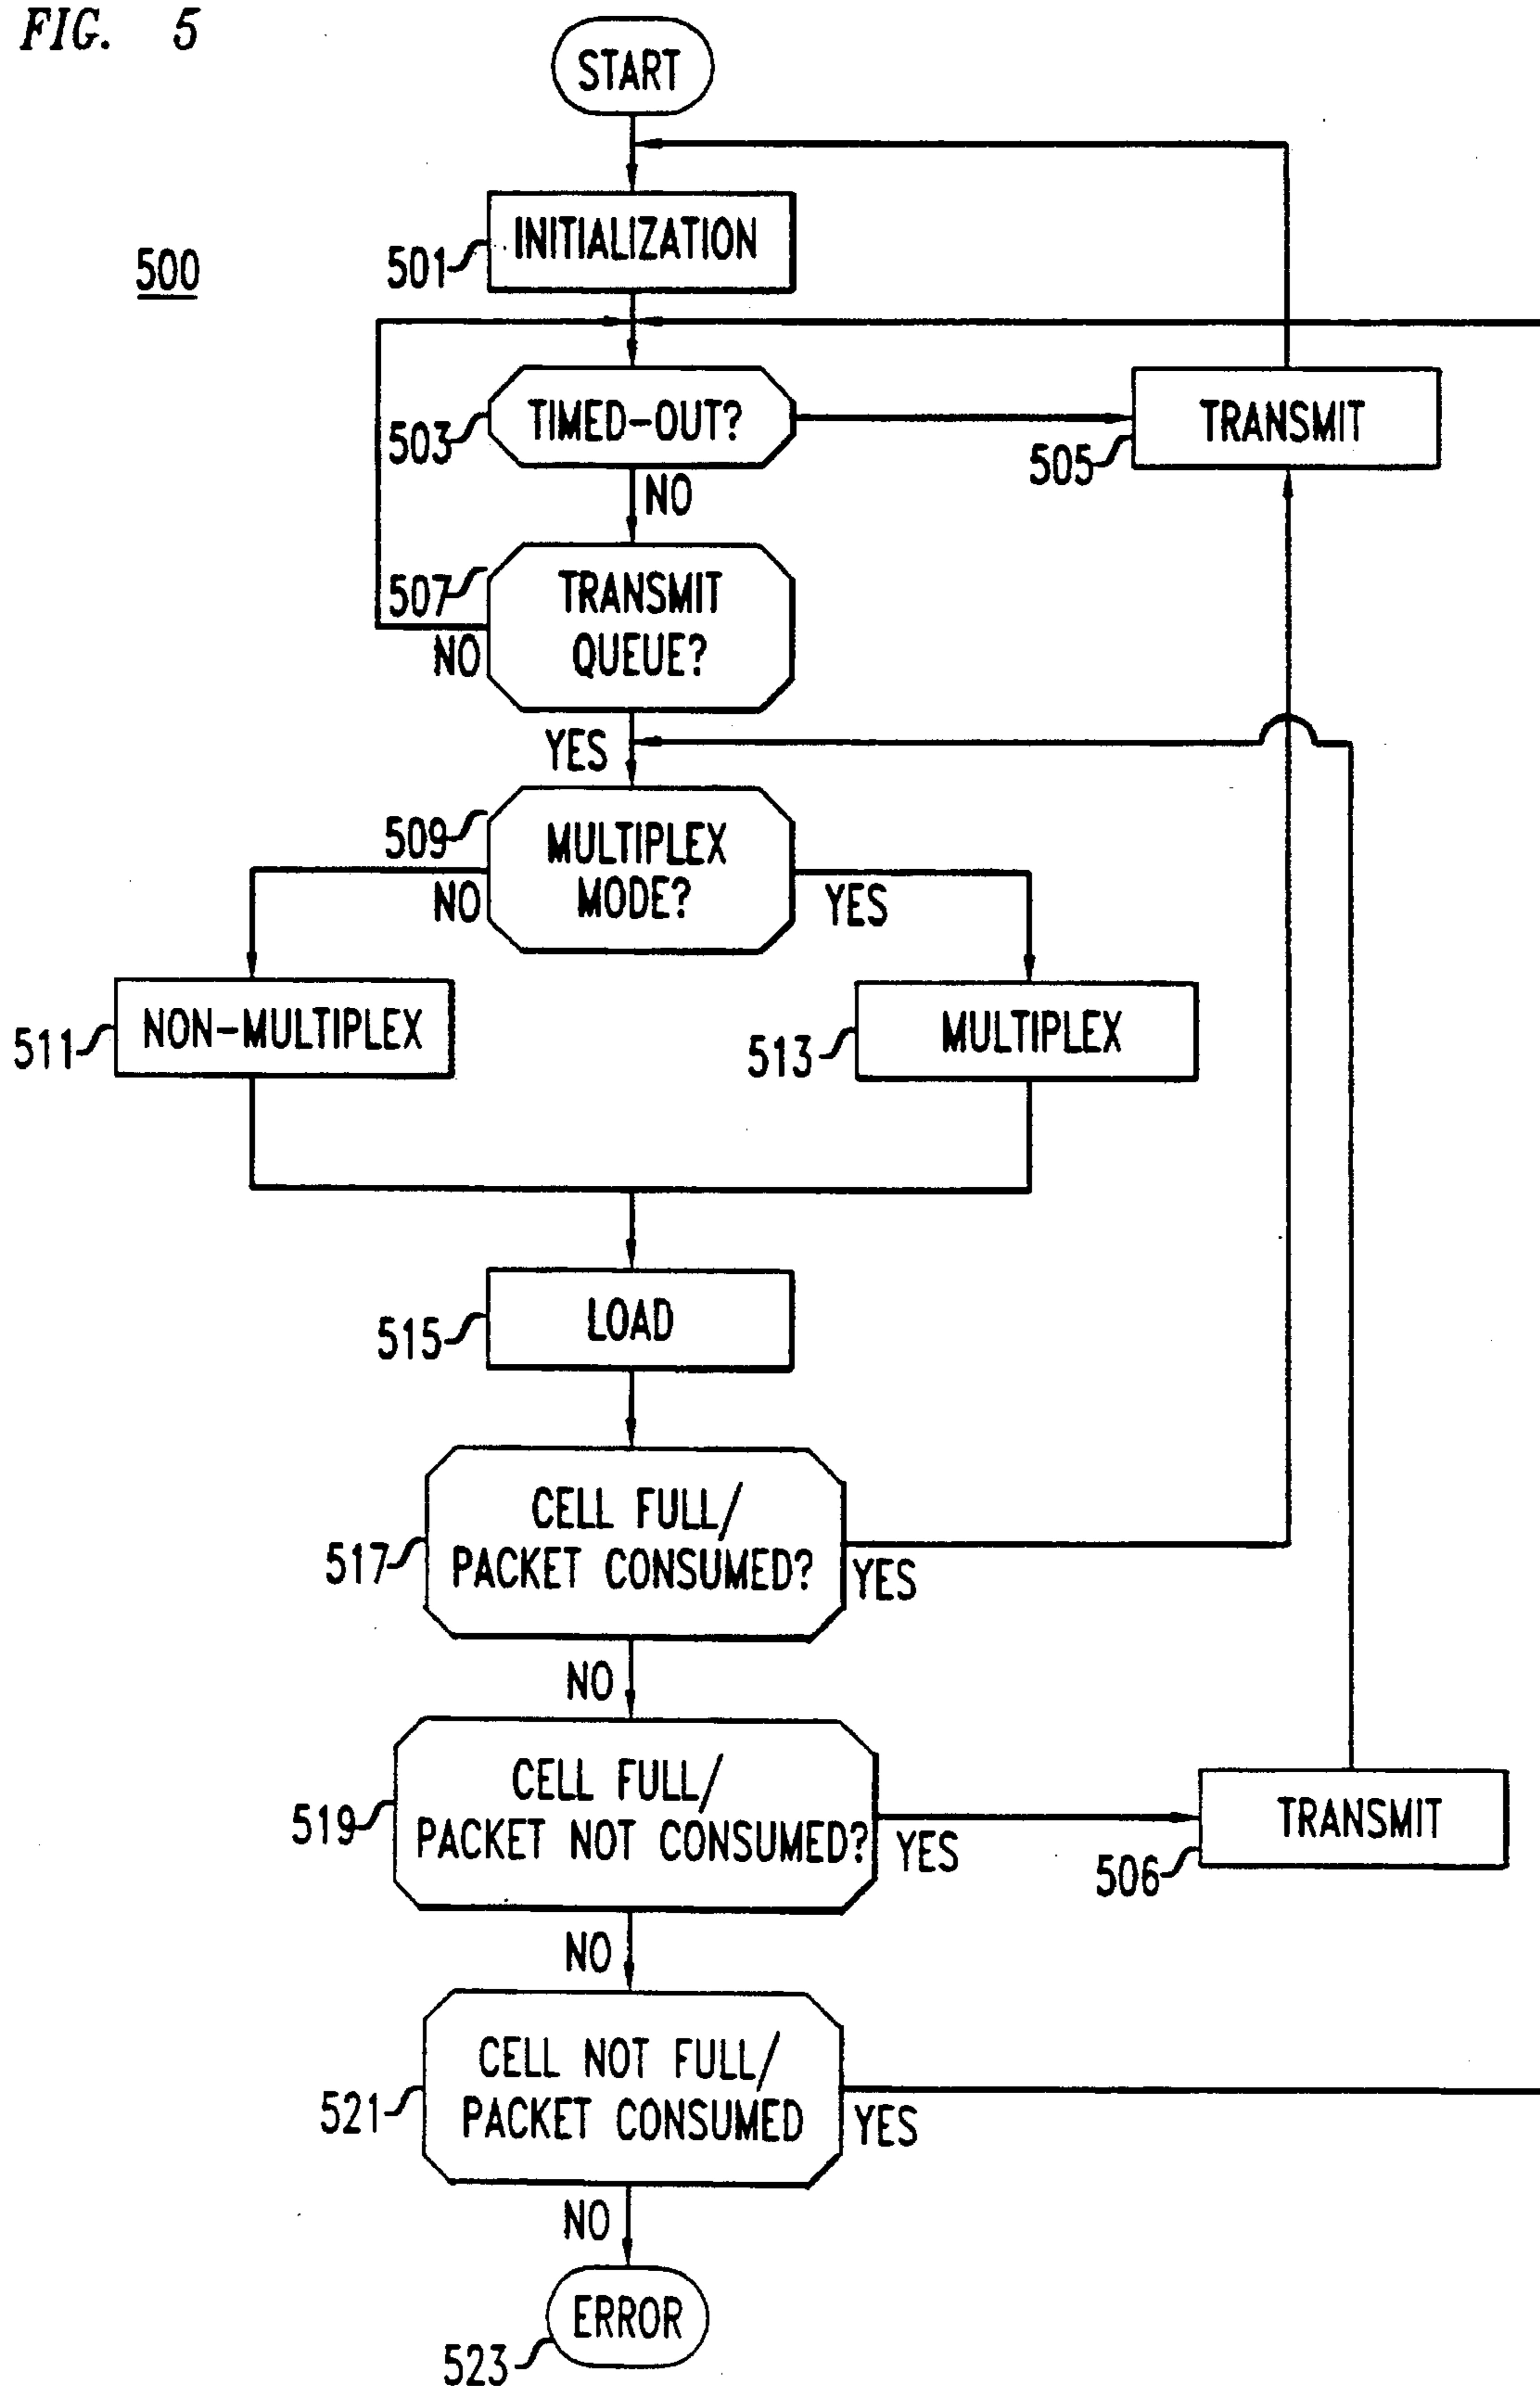 FIG. 5
START
500
501
INITIALIZATION
503
TIMED-OUT?
505
TRANSMIT
NO
507
TRANSMIT
QUEUE?
NO
YES
509
MULTIPLEX
MODE?
NO
YES
511
NON-MULTIPLEX
513
MULTIPLEX
515
LOAD
517
CELL FULL/
PACKET CONSUMED?
YES
NO
519
CELL FULL/
PACKET NOT CONSUMED?
YES
506
TRANSMIT
NO
521
CELL NOT FULL/
PACKET CONSUMED
YES
NO
ERROR
523